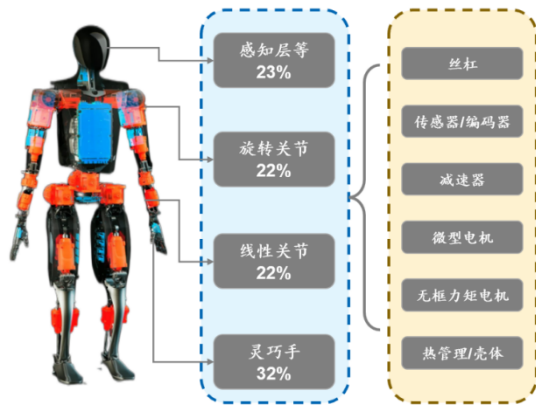 感知层等
23%
旋转关节
22%
线性关节
22%
灵巧手
32%
丝杠
传感器/编码器
减速器
微型电机
无框力矩电机
热管理/壳体